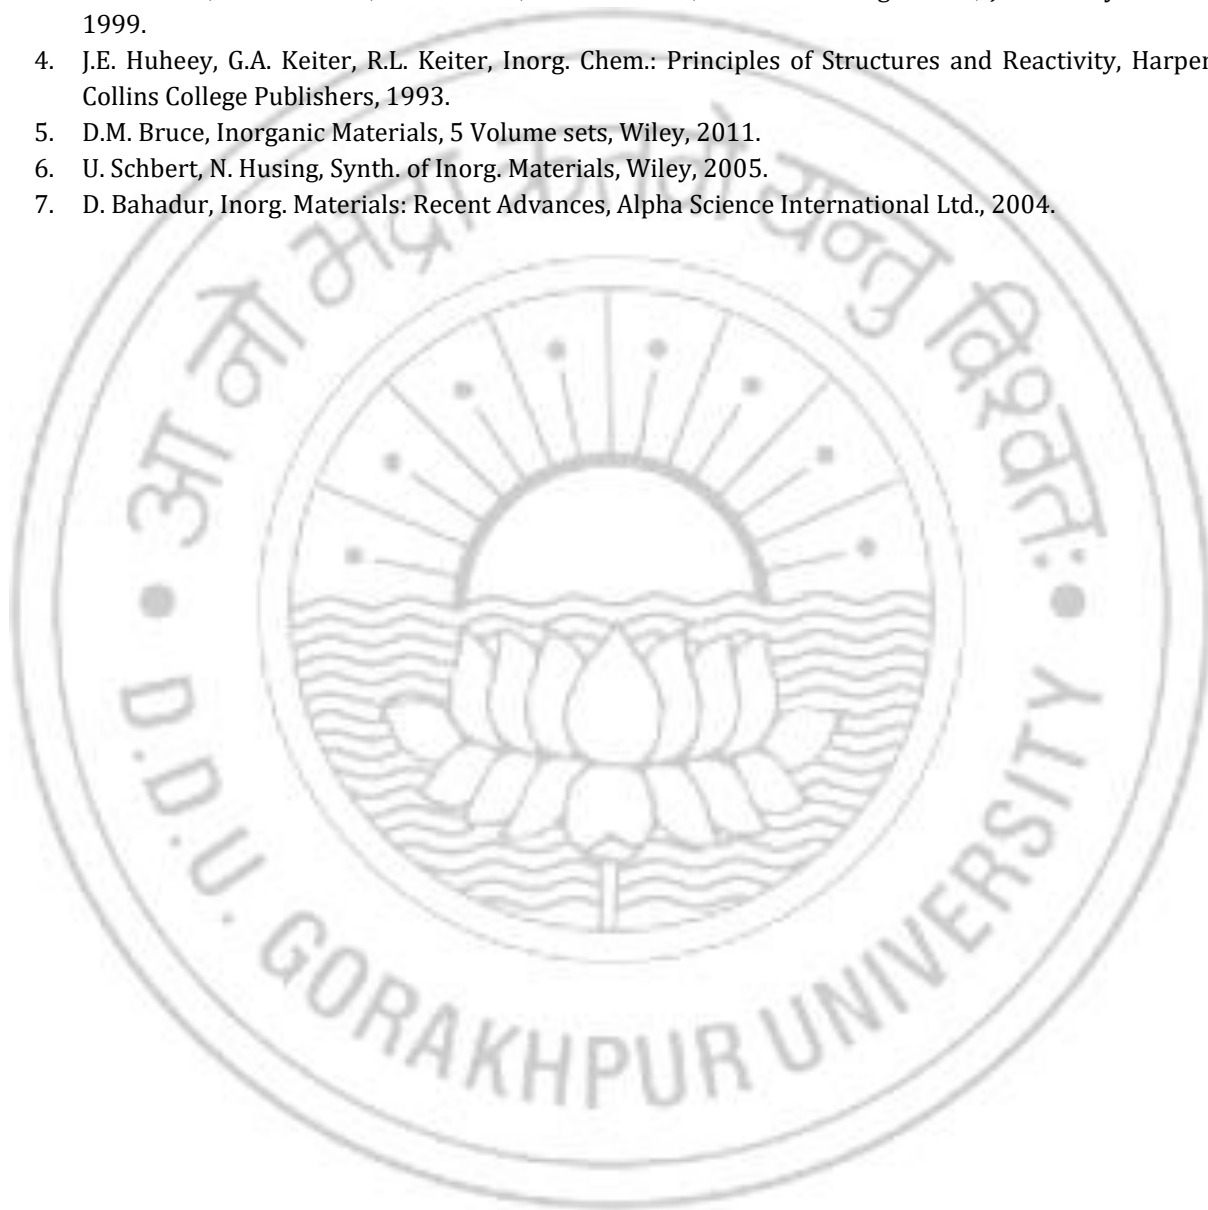 1999.
4. J.E. Huheey, G.A. Keiter, R.L. Keiter, Inorg. Chem.: Principles of Structures and Reactivity, Harper
Collins College Publishers, 1993.
5. D.M. Bruce, Inorganic Materials, 5 Volume sets, Wiley, 2011.
6. U. Schbert, N. Husing, Synth. of Inorg. Materials, Wiley, 2005.
7. D. Bahadur, Inorg. Materials: Recent Advances, Alpha Science International Ltd., 2004.
आ नो भद्राः क्रतवो यन्तु विश्वतः
D.D.U. GORAKHPUR UNIVERSITY